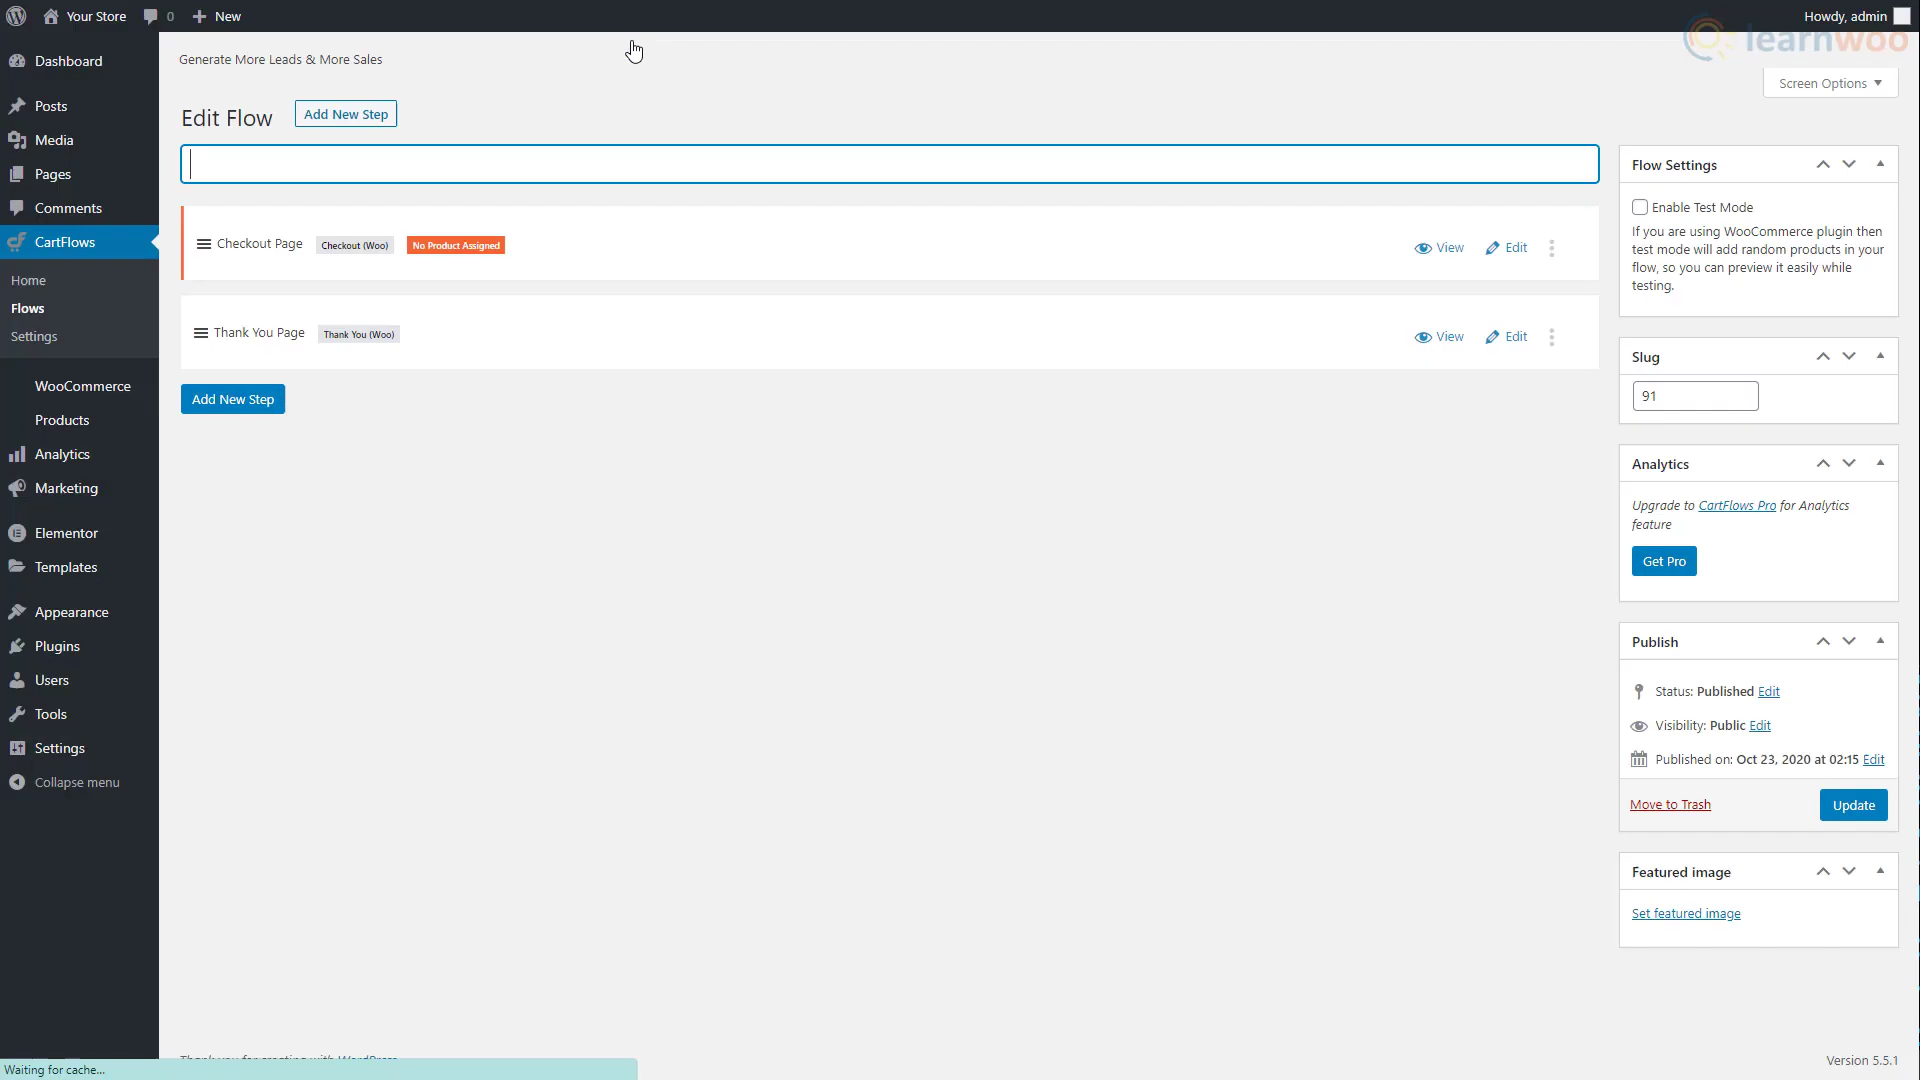 Your Store
0
New
Howdy, admin
learnwoo
Dashboard
Posts
Media
Pages
Comments
CartFlows
Home
Flows
Settings
WooCommerce
Products
Analytics
Marketing
Elementor
Templates
Appearance
Plugins
Users
Tools
Settings
Collapse menu
Generate More Leads & More Sales
Screen Options
Edit Flow
Add New Step
Checkout Page
Checkout (Woo)
No Product Assigned
View
Edit
Thank You Page
Thank You (Woo)
View
Edit
Add New Step
Flow Settings
Enable Test Mode
If you are using WooCommerce plugin then
test mode will add random products in your
flow, so you can preview it easily while
testing.
Slug
91
Analytics
Upgrade to CartFlows Pro for Analytics
feature
Get Pro
Publish
Status: Published Edit
Visibility: Public Edit
Published on: Oct 23, 2020 at 02:15 Edit
Move to Trash
Update
Featured image
Set featured image
Thank you for creating with WordPress
Version 5.5.1
Waiting for cache...